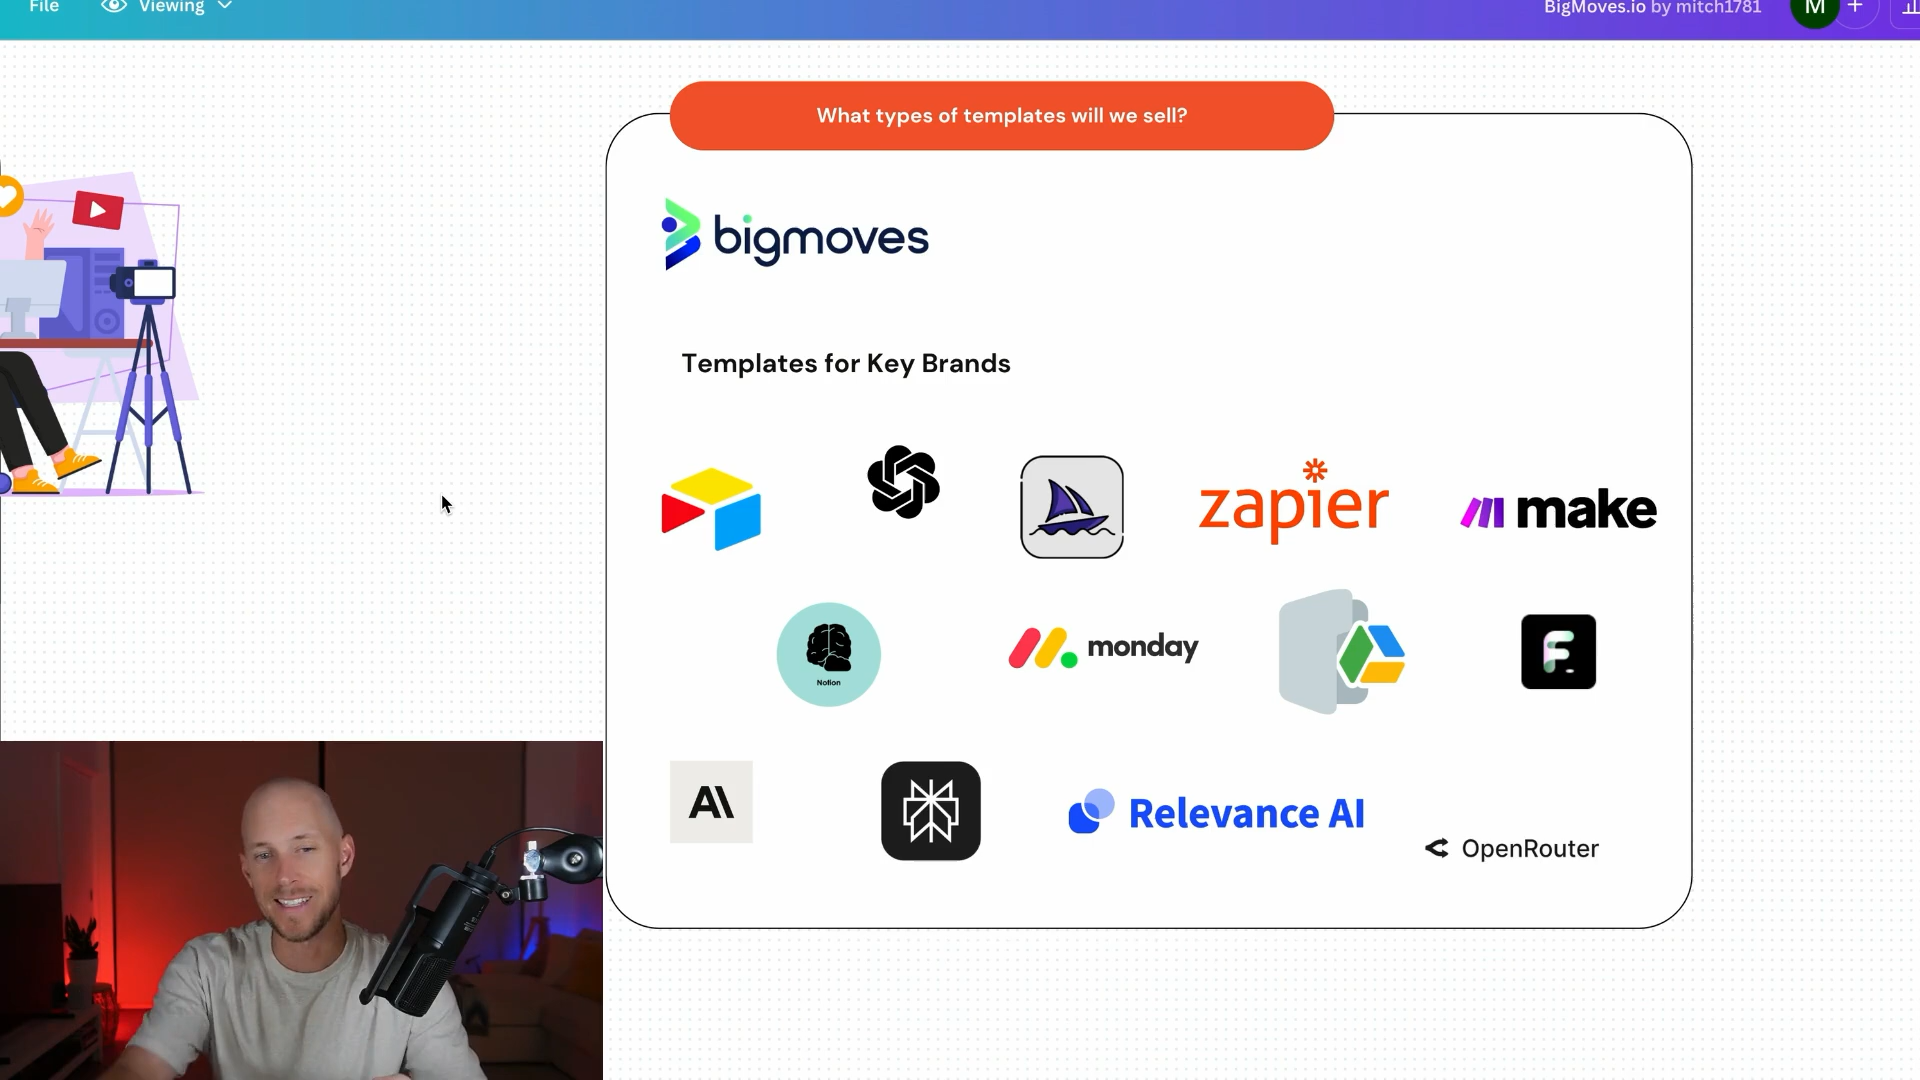 File
Viewing
BigMoves.io by mitch1781
M
+
What types of templates will we sell?
bigmoves
Templates for Key Brands
zapier
make
Notion
monday
F.
A\
Relevance AI
OpenRouter